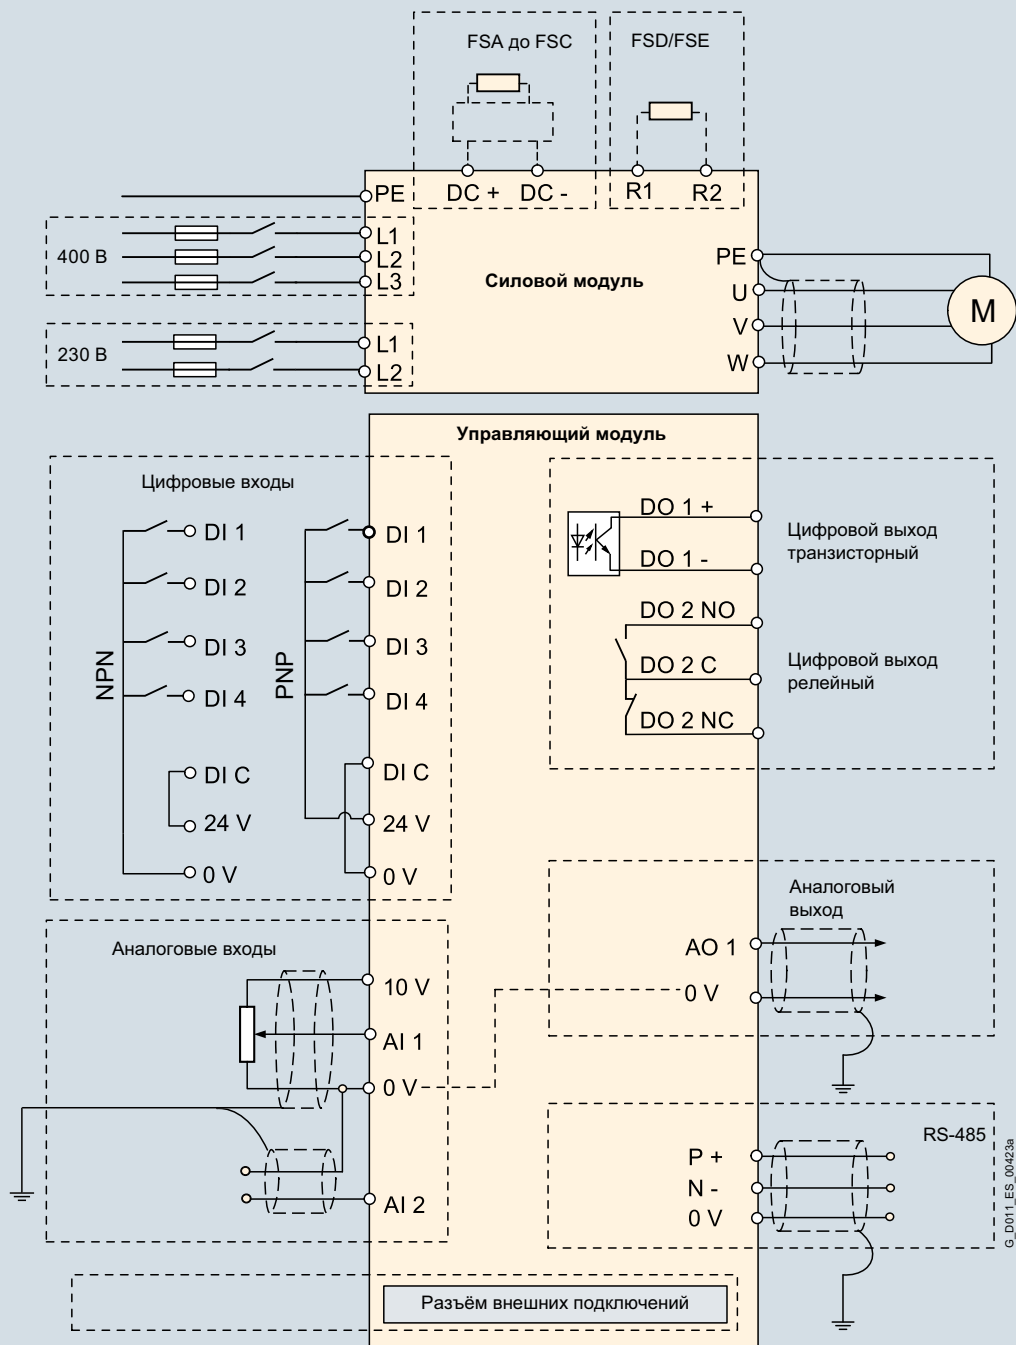 FSA до FSC
FSD/FSE
DC +
DC -
R1
R2
PE
400 В
L1
L2
L3
Силовой модуль
PE
U
V
W
M
230 В
L1
L2
Управляющий модуль
Цифровые входы
NPN
DI 1
DI 2
DI 3
DI 4
DI C
24 V
0 V
PNP
DI 1
DI 2
DI 3
DI 4
DI C
24 V
0 V
DO 1 +
DO 1 -
Цифровой выход
транзисторный
DO 2 NO
DO 2 C
DO 2 NC
Цифровой выход
релейный
Аналоговый
выход
AO 1
0 V
Аналоговые входы
10 V
AI 1
0 V
AI 2
RS-485
P +
N -
0 V
G_D011_ES_00423a
Разъём внешних подключений